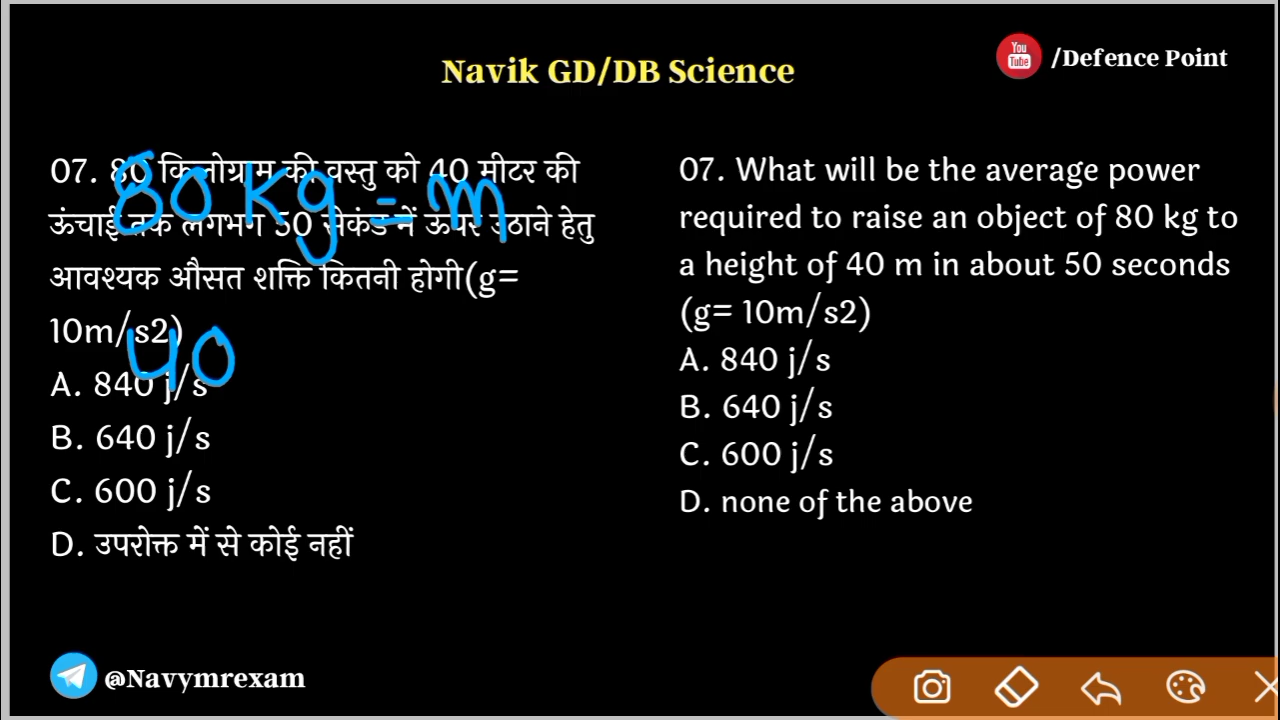 Navik GD/DB Science
You Tube /Defence Point
07. 80 किलोग्राम की वस्तु को 40 मीटर की
ऊंचाई तक लगभग 50 सेकंड में ऊपर उठाने हेतु
आवश्यक औसत शक्ति कितनी होगी(g=
10m/s2)
A. 840 j/s
B. 640 j/s
C. 600 j/s
D. उपरोक्त में से कोई नहीं
80 kg = m
40
07. What will be the average power
required to raise an object of 80 kg to
a height of 40 m in about 50 seconds
(g= 10m/s2)
A. 840 j/s
B. 640 j/s
C. 600 j/s
D. none of the above
@Navymrexam